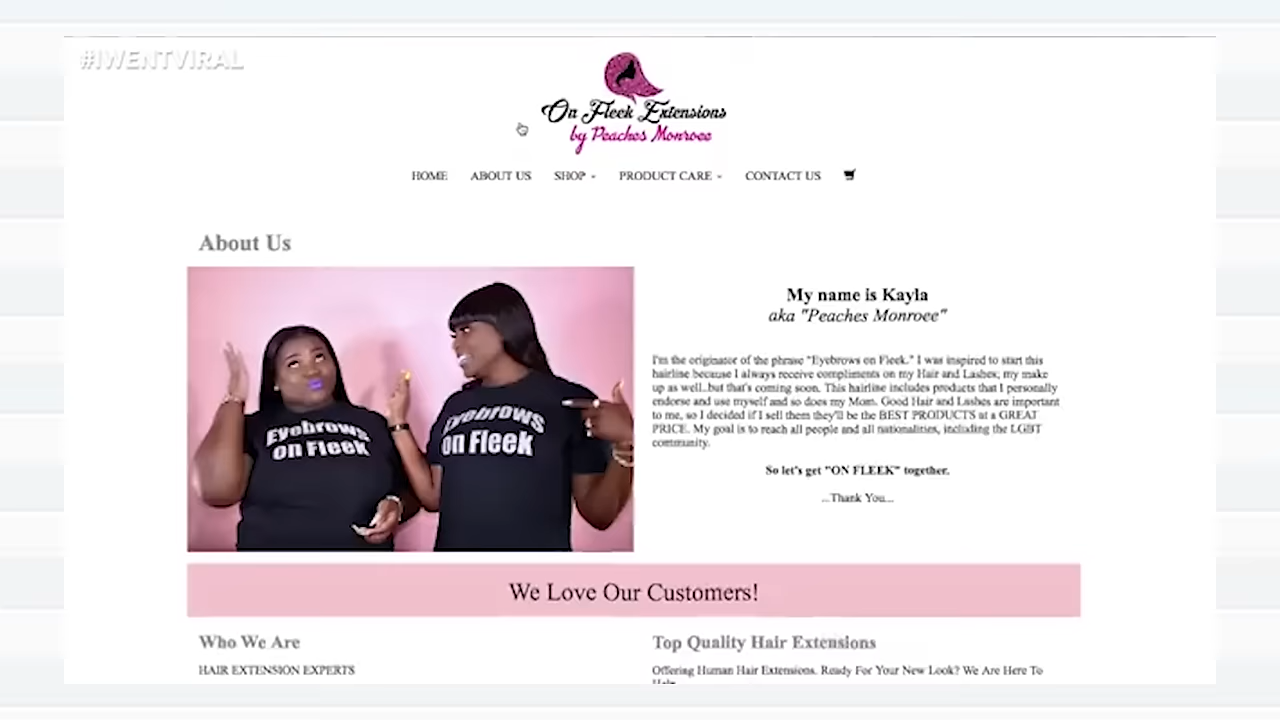 #IWENTVIRAL
On Fleek Extensions
by Peaches Monroee
HOME ABOUT US SHOP PRODUCT CARE CONTACT US
About Us
Eyebrows
on Fleek
Eyebrows
on Fleek
My name is Kayla
aka "Peaches Monroee"
I'm the originator of the phrase "Eyebrows on Fleek." I was inspired to start this
hairline because I always receive compliments on my Hair and Lashes; my make
up as well..but that's coming soon. This hairline includes products that I personally
endorse and use myself and so does my Mom. Good Hair and Lashes are important
to me, so I decided if I sell them they'll be the BEST PRODUCTS at a GREAT
PRICE. My goal is to reach all people and all nationalities, including the LGBT
community.
So let's get "ON FLEEK" together.
...Thank You...
We Love Our Customers!
Who We Are
HAIR EXTENSION EXPERTS
Top Quality Hair Extensions
Offering Human Hair Extensions. Ready For Your New Look? We Are Here To